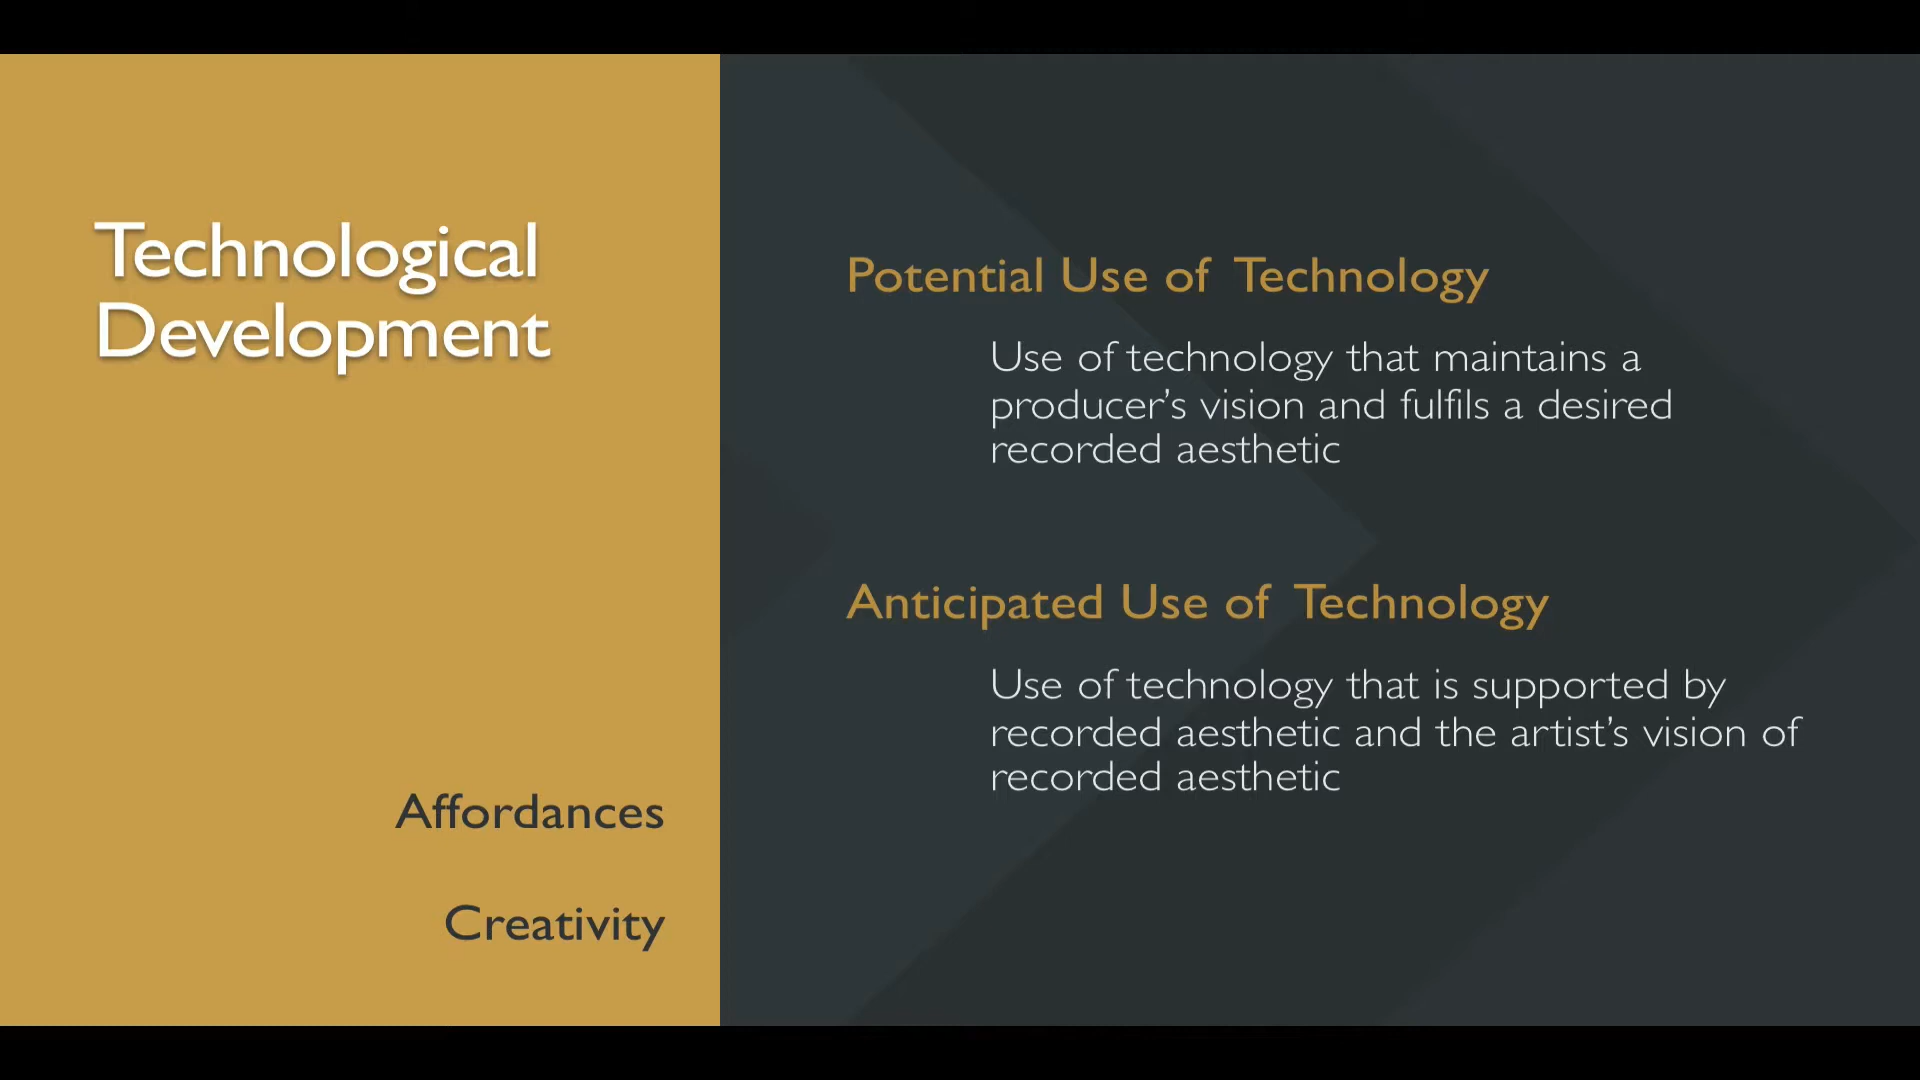 Technological
Development
Affordances
Creativity
Potential Use of Technology
Use of technology that maintains a
producer’s vision and fulfils a desired
recorded aesthetic
Anticipated Use of Technology
Use of technology that is supported by
recorded aesthetic and the artist’s vision of
recorded aesthetic